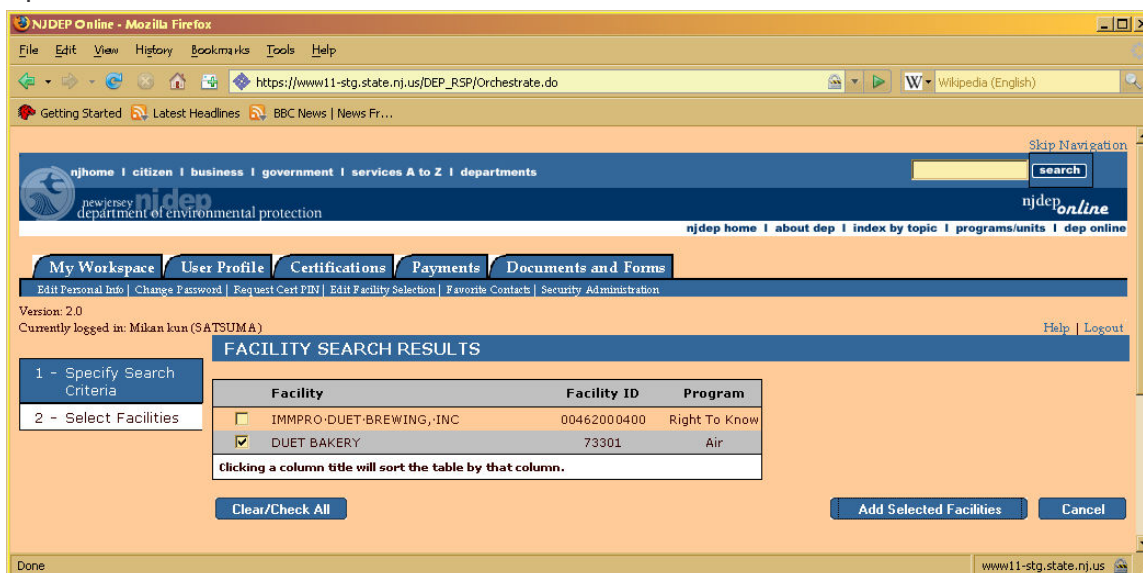 NJDEP Online - Mozilla Firefox
File Edit View History Bookmarks Tools Help
https://www11-stg.state.nj.us/DEP_RSP/Orchestrate.do W Wikipedia (English)
Getting Started Latest Headlines BBC News | News Fr...
Skip Navigation
njhome I citizen I business I government I services A to Z I departments search
newjersey njdep
department of environmental protection njdeponline
njdep home I about dep I index by topic I programs/units I dep online
My Workspace User Profile Certifications Payments Documents and Forms
Edit Personal Info | Change Password | Request Cert PIN | Edit Facility Selection | Favorite Contacts | Security Administration
Version: 2.0
Currently logged in: Mikan kun (SATSUMA) Help | Logout
FACILITY SEARCH RESULTS
1 - Specify Search
Criteria
2 - Select Facilities
Facility Facility ID Program
IMMPRO·DUET·BREWING,·INC 00462000400 Right To Know
DUET BAKERY 73301 Air
Clicking a column title will sort the table by that column.
Clear/Check All Add Selected Facilities Cancel
Done www11-stg.state.nj.us